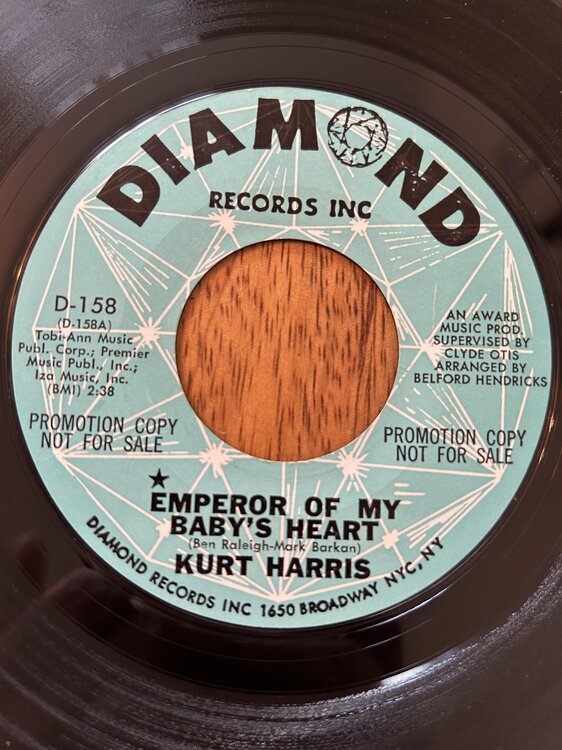 DIAMOND
RECORDS INC
D-158
(D-158A)
Tobi-Ann Music
Publ. Corp.; Premier
Music Publ., Inc.;
Iza Music, Inc.
(BMI) 2:38
PROMOTION COPY
NOT FOR SALE
AN AWARD
MUSIC PROD.
SUPERVISED BY
CLYDE OTIS
ARRANGED BY
BELFORD HENDRICKS
PROMOTION COPY
NOT FOR SALE
★
EMPEROR OF MY
BABY'S HEART
(Ben Raleigh-Mark Barkan)
KURT HARRIS
DIAMOND RECORDS INC 1650 BROADWAY NYC, NY